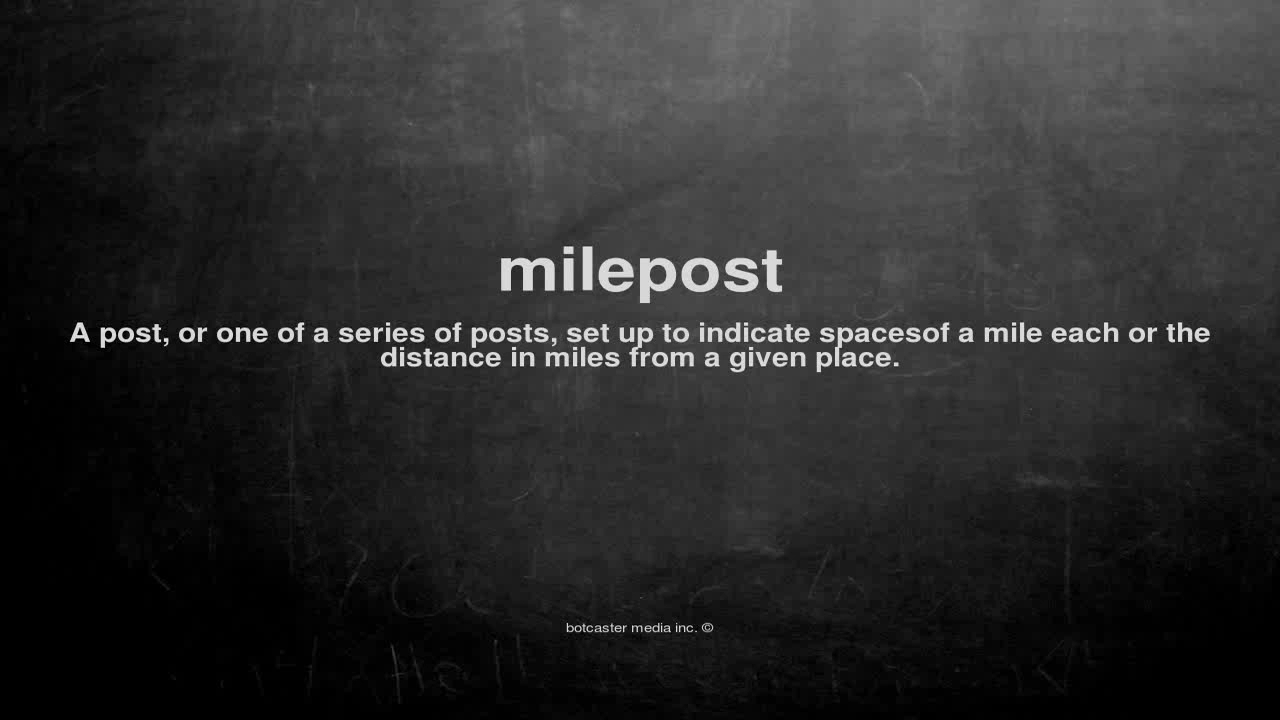 milepost
A post, or one of a series of posts, set up to indicate spacesof a mile each or the
distance in miles from a given place.
botcaster media inc. ©